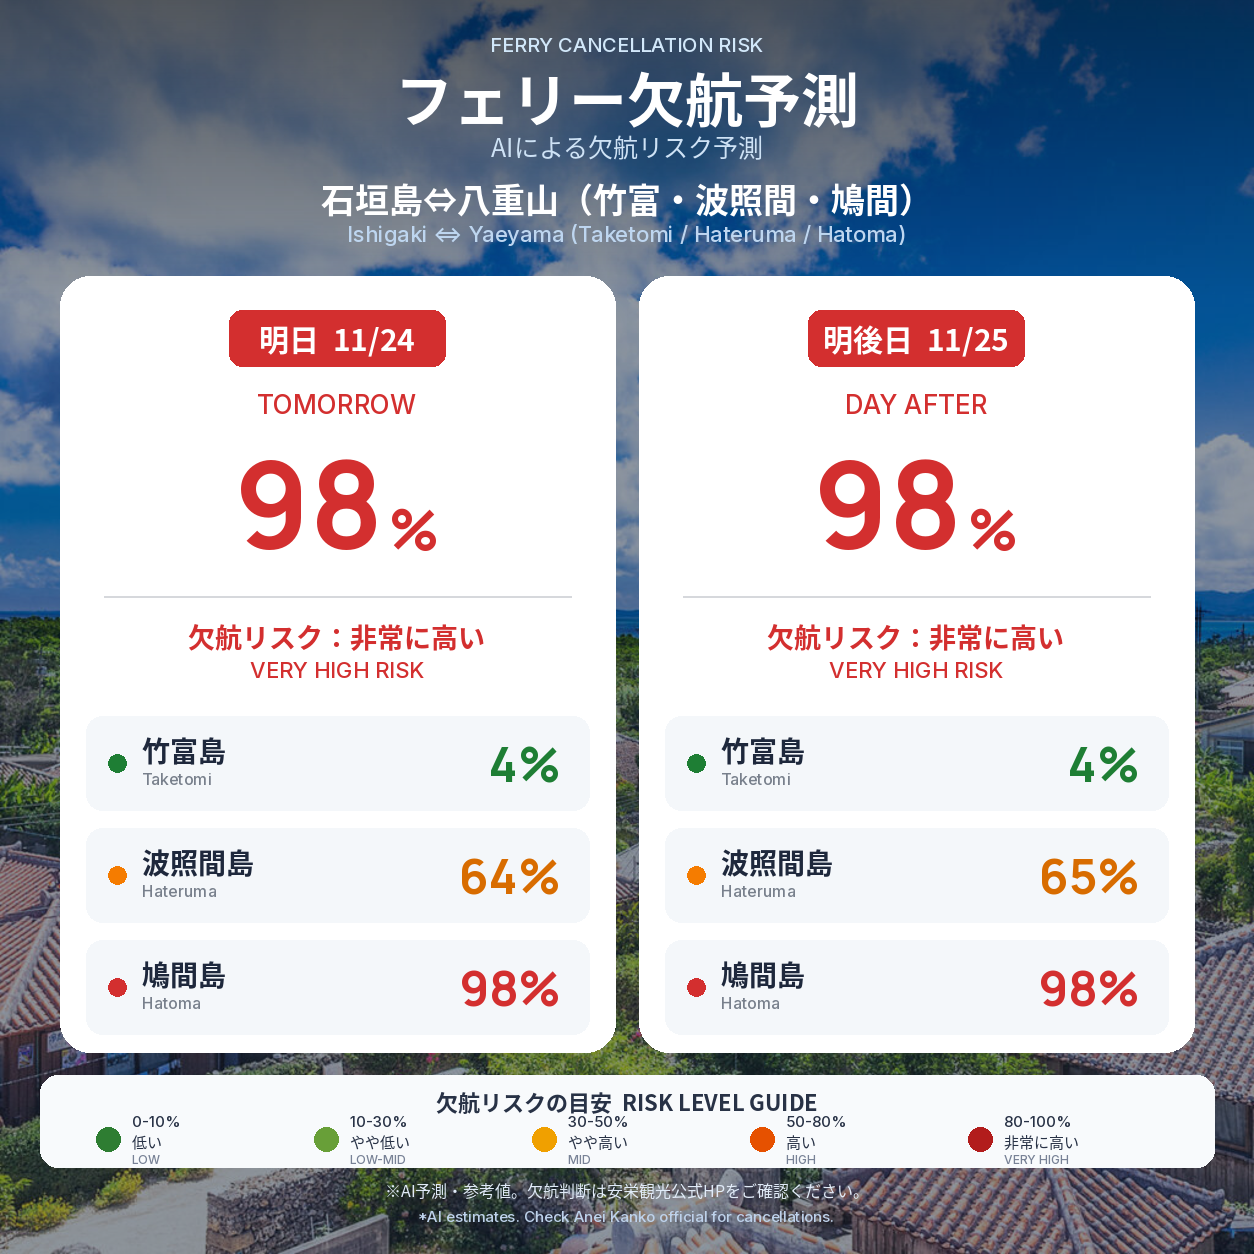 FERRY CANCELLATION RISK
フェリー欠航予測
AIによる欠航リスク予測
石垣島⇔八重山（竹富・波照間・鳩間）
Ishigaki ⇔ Yaeyama (Taketomi / Hateruma / Hatoma)
明日 11/24
TOMORROW
98%
欠航リスク：非常に高い
VERY HIGH RISK
竹富島
Taketomi
4%
波照間島
Hateruma
64%
鳩間島
Hatoma
98%
明後日 11/25
DAY AFTER
98%
欠航リスク：非常に高い
VERY HIGH RISK
竹富島
Taketomi
4%
波照間島
Hateruma
65%
鳩間島
Hatoma
98%
欠航リスクの目安 RISK LEVEL GUIDE
0-10%
低い
LOW
10-30%
やや低い
LOW-MID
30-50%
やや高い
MID
50-80%
高い
HIGH
80-100%
非常に高い
VERY HIGH
※AI予測・参考値。欠航判断は安栄観光公式HPをご確認ください。
*AI estimates. Check Anei Kanko official for cancellations.